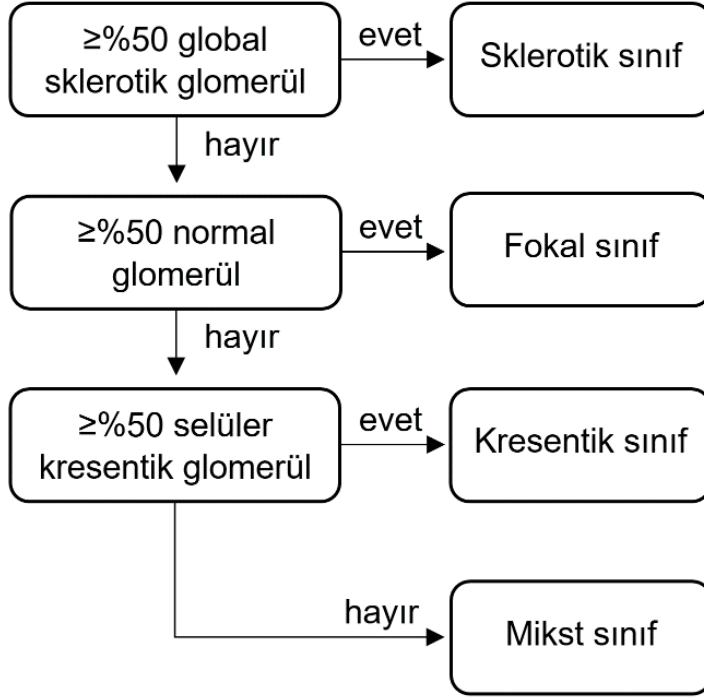 ≥%50 global
sklerotik glomerül
evet
Sklerotik sınıf
hayır
≥%50 normal
glomerül
evet
Fokal sınıf
hayır
≥%50 selüler
kresentik glomerül
evet
Kresentik sınıf
hayır
Mikst sınıf